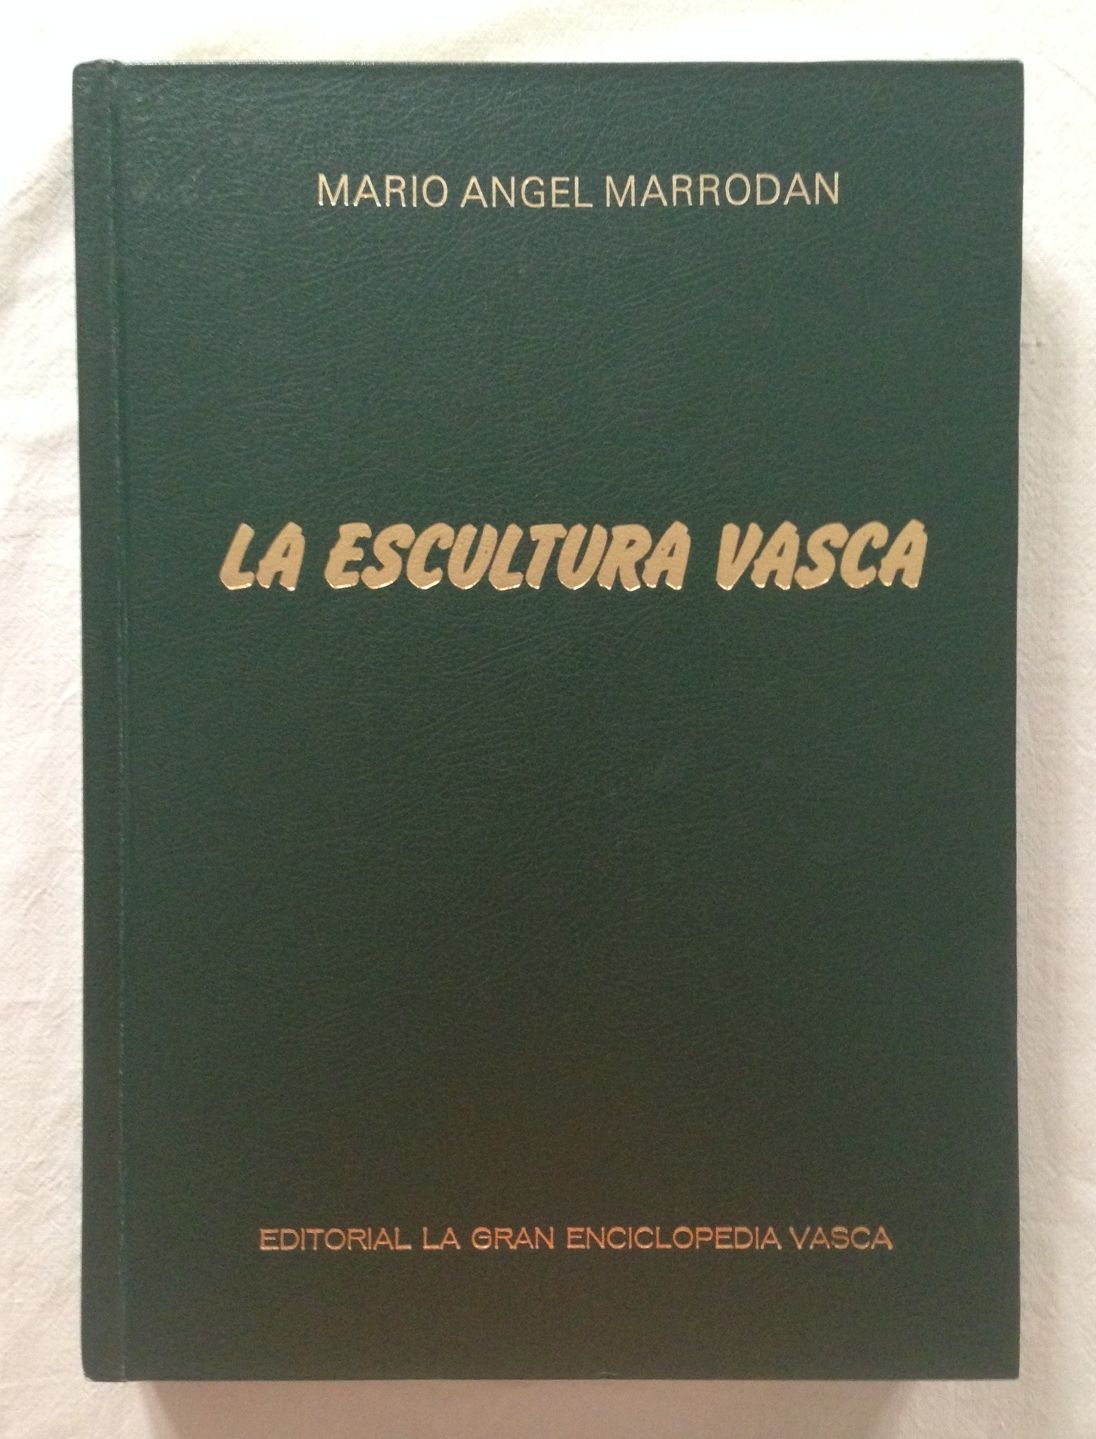 MARIO ANGEL MARRODAN
LA ESCULTURA VASCA
EDITORIAL LA GRAN ENCICLOPEDIA VASCA